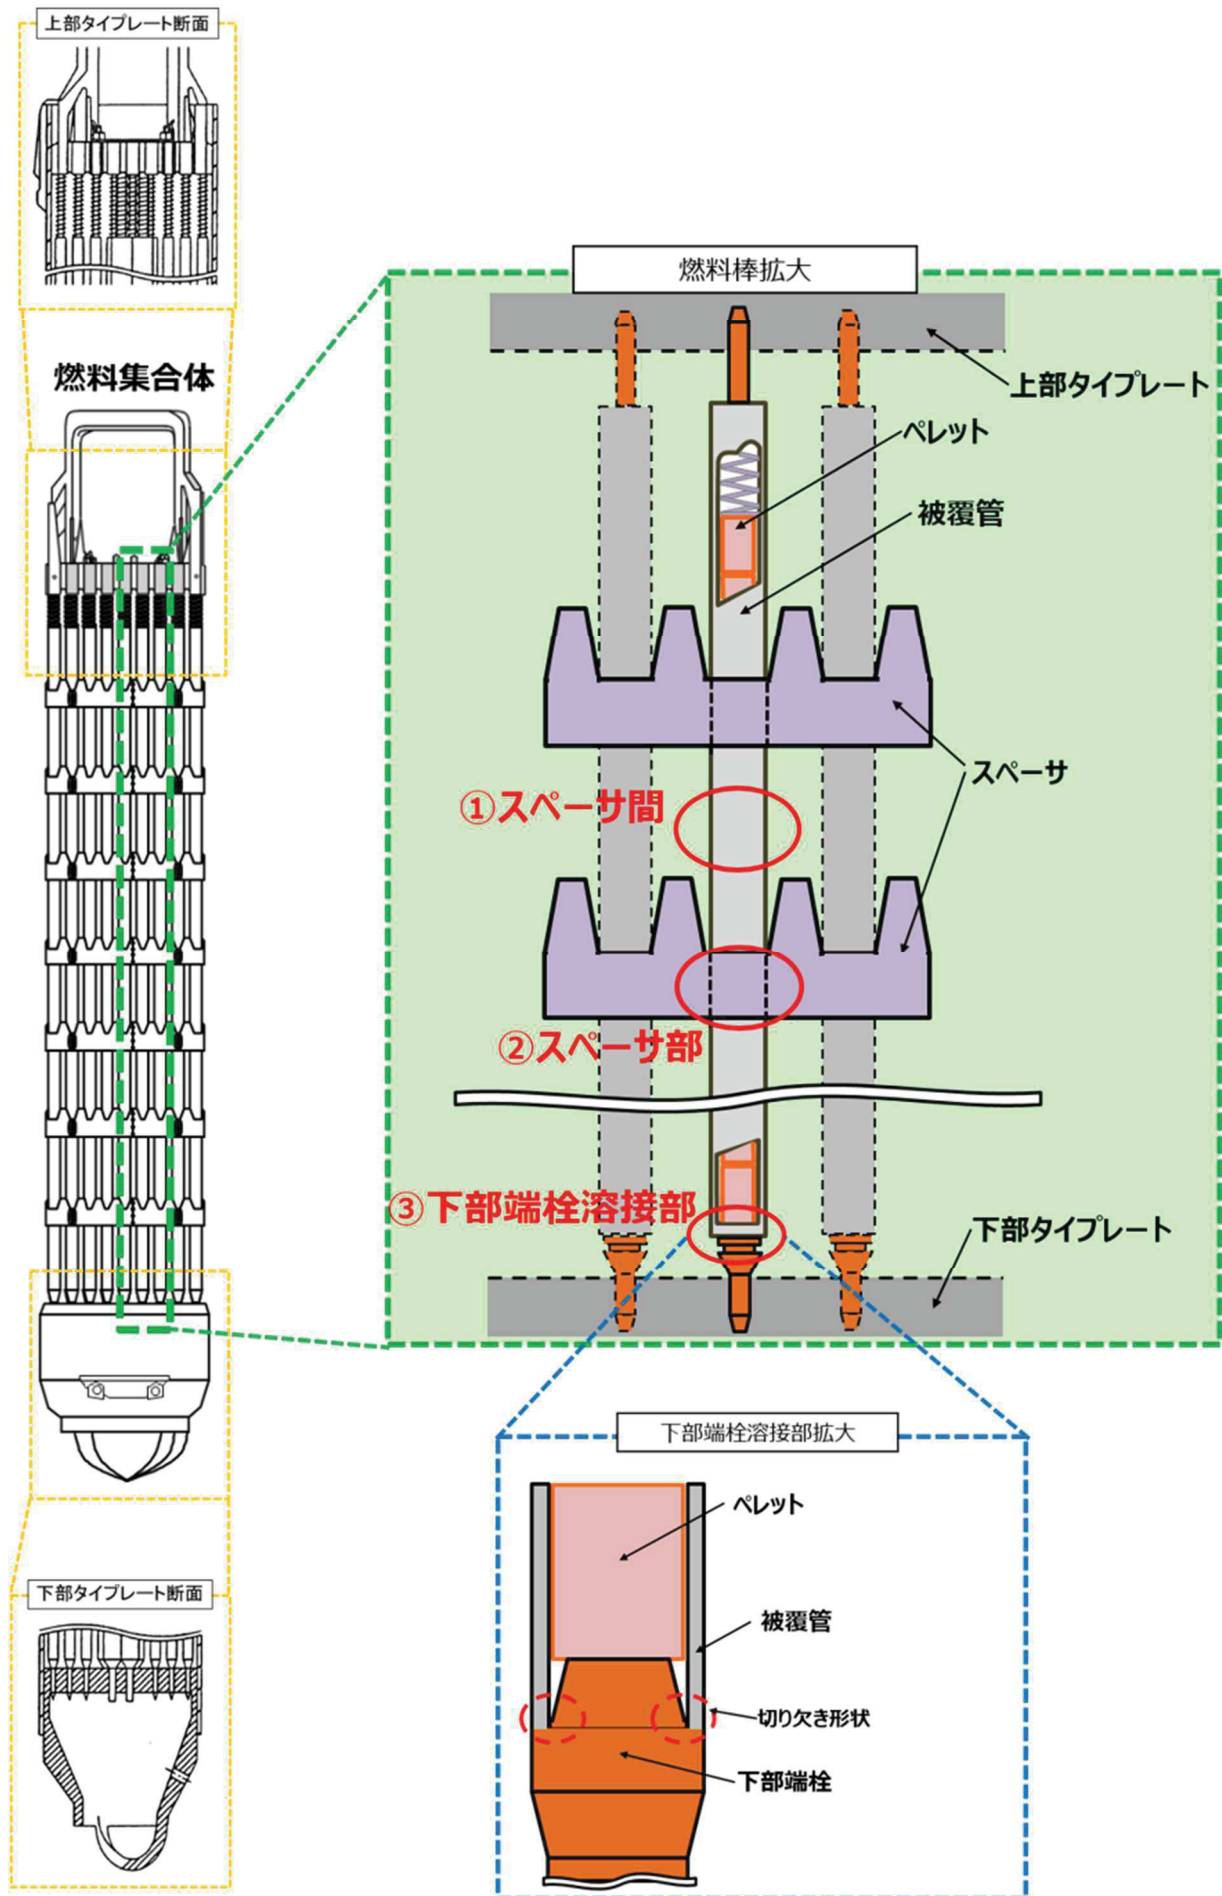 上部タイプレート断面
燃料集合体
下部タイプレート断面
燃料棒拡大
上部タイプレート
ペレット
被覆管
スペーサ
①スペーサ間
②スペーサ部
③下部端栓溶接部
下部タイプレート
下部端栓溶接部拡大
ペレット
被覆管
切り欠き形状
下部端栓